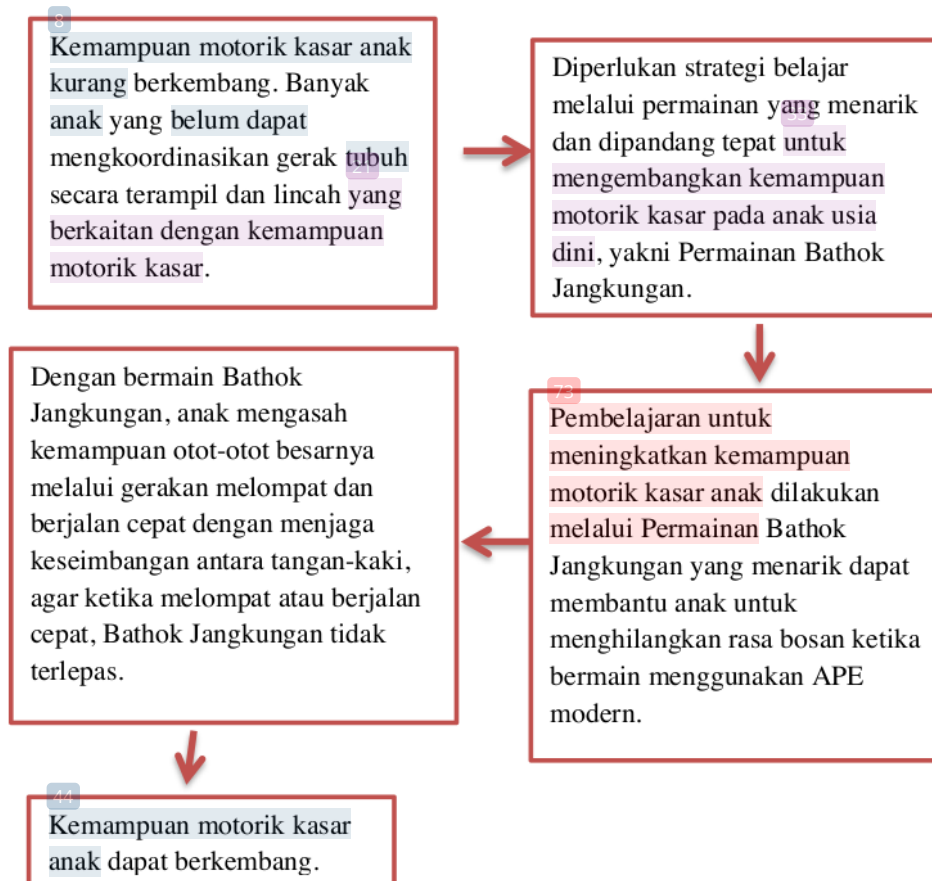 8
Kemampuan motorik kasar anak
kurang berkembang. Banyak
anak yang belum dapat
mengkoordinasikan gerak tubuh
21
secara terampil dan lincah yang
berkaitan dengan kemampuan
motorik kasar.
Diperlukan strategi belajar
melalui permainan yang menarik
33
dan dipandang tepat untuk
mengembangkan kemampuan
motorik kasar pada anak usia
dini, yakni Permainan Bathok
Jangkungan.
73
Pembelajaran untuk
meningkatkan kemampuan
motorik kasar anak dilakukan
melalui Permainan Bathok
Jangkungan yang menarik dapat
membantu anak untuk
menghilangkan rasa bosan ketika
bermain menggunakan APE
modern.
Dengan bermain Bathok
Jangkungan, anak mengasah
kemampuan otot-otot besarnya
melalui gerakan melompat dan
berjalan cepat dengan menjaga
keseimbangan antara tangan-kaki,
agar ketika melompat atau berjalan
cepat, Bathok Jangkungan tidak
terlepas.
44
Kemampuan motorik kasar
anak dapat berkembang.